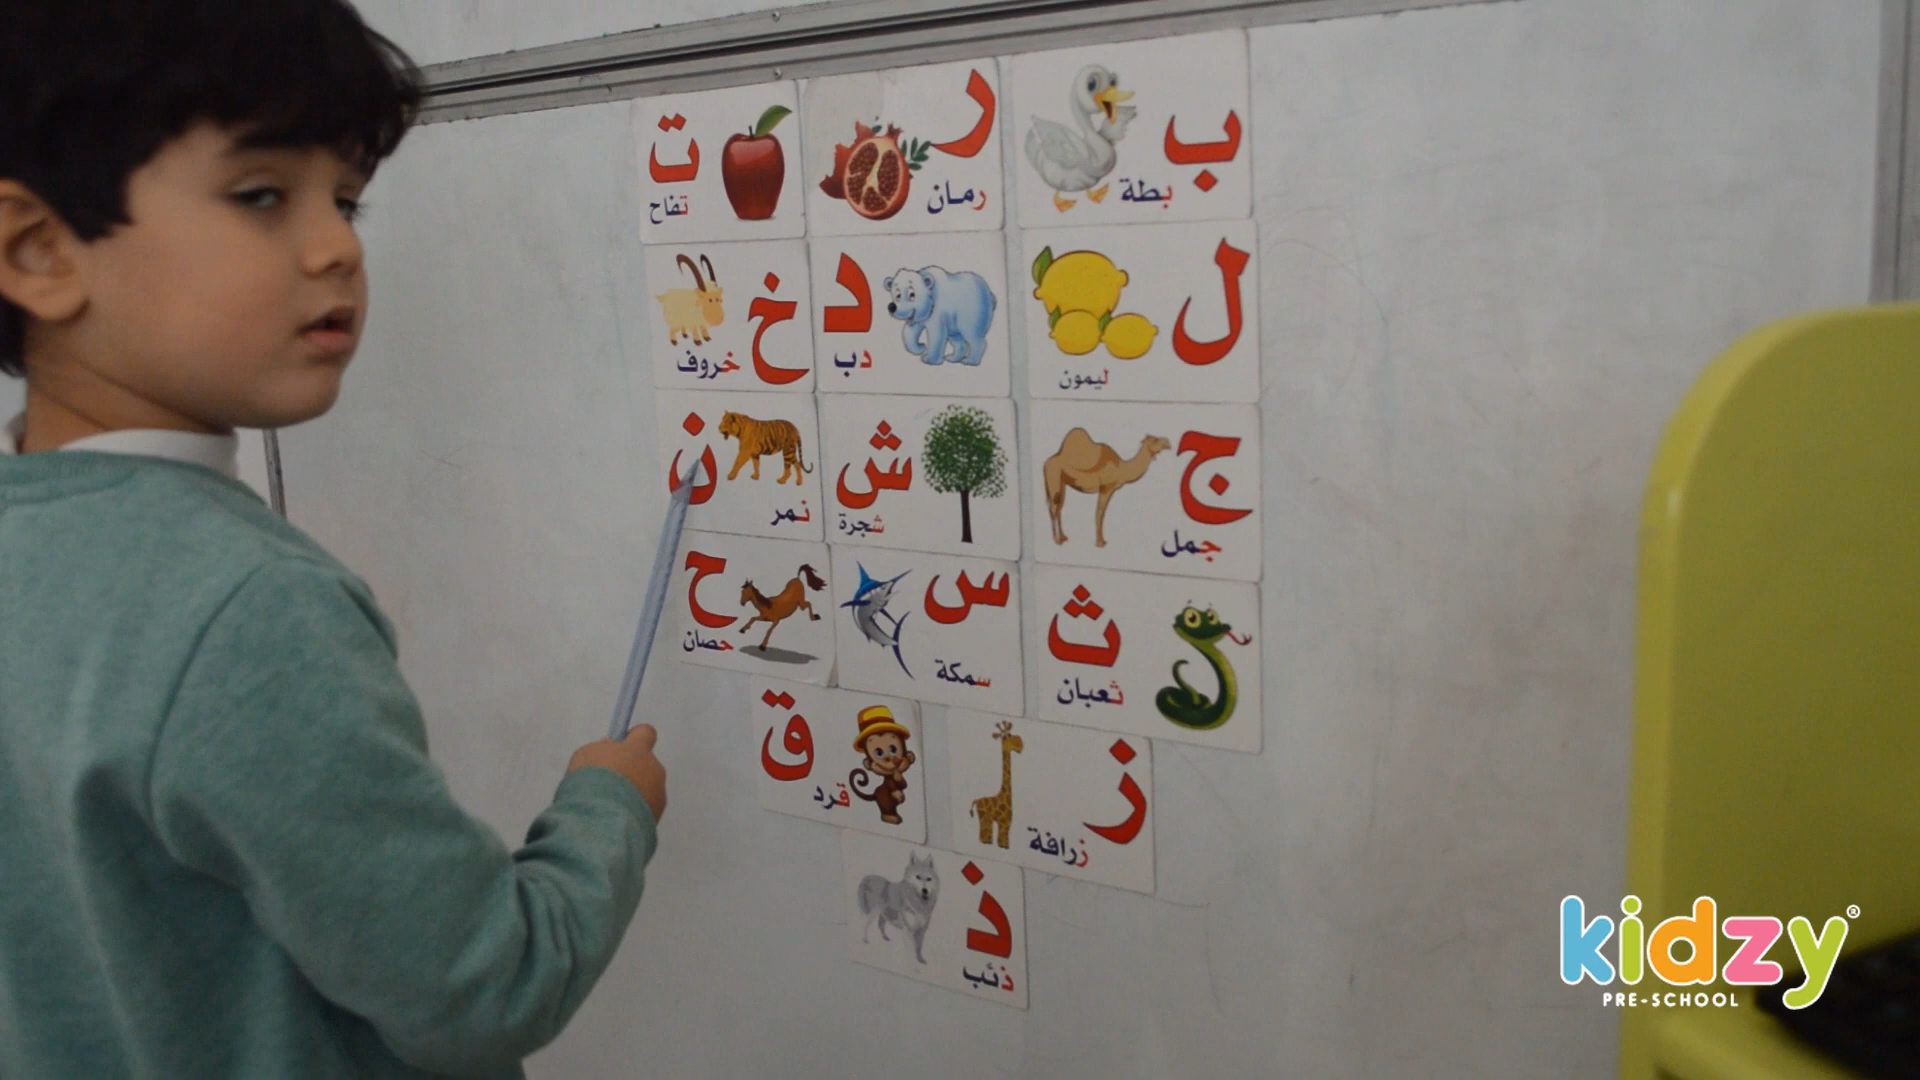 ب
بطة
ر
رمان
ت
تفاح
ل
ليمون
د
دب
خ
خروف
ج
جمل
ش
شجرة
ن
نمر
ث
ثعبان
س
سمكة
ح
حصان
ز
زرافة
ق
قرد
ذ
ذئب
kidzy®
PRE-SCHOOL